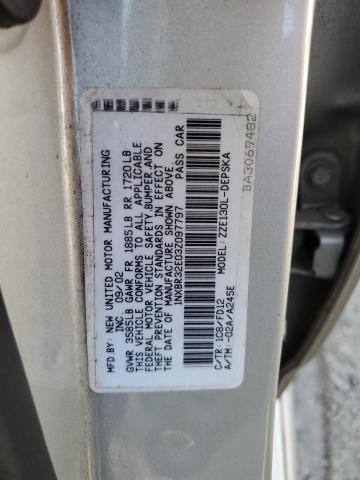 MFD. BY: NEW UNITED MOTOR MANUFACTURING
INC. 09/02
GVWR 3585LB GAWR FR 1885LB RR 1720LB
THIS VEHICLE CONFORMS TO ALL APPLICABLE
FEDERAL MOTOR VEHICLE SAFETY,BUMPER,AND
THEFT PREVENTION STANDARDS IN EFFECT ON
THE DATE OF MANUFACTURE SHOWN ABOVE.
1NXBR32E03Z097797 PASS CAR
C/TR:1C8/FD12 MODEL:ZZE130L-DEPSKA
A/TM:-02A/A245E
BA3067482